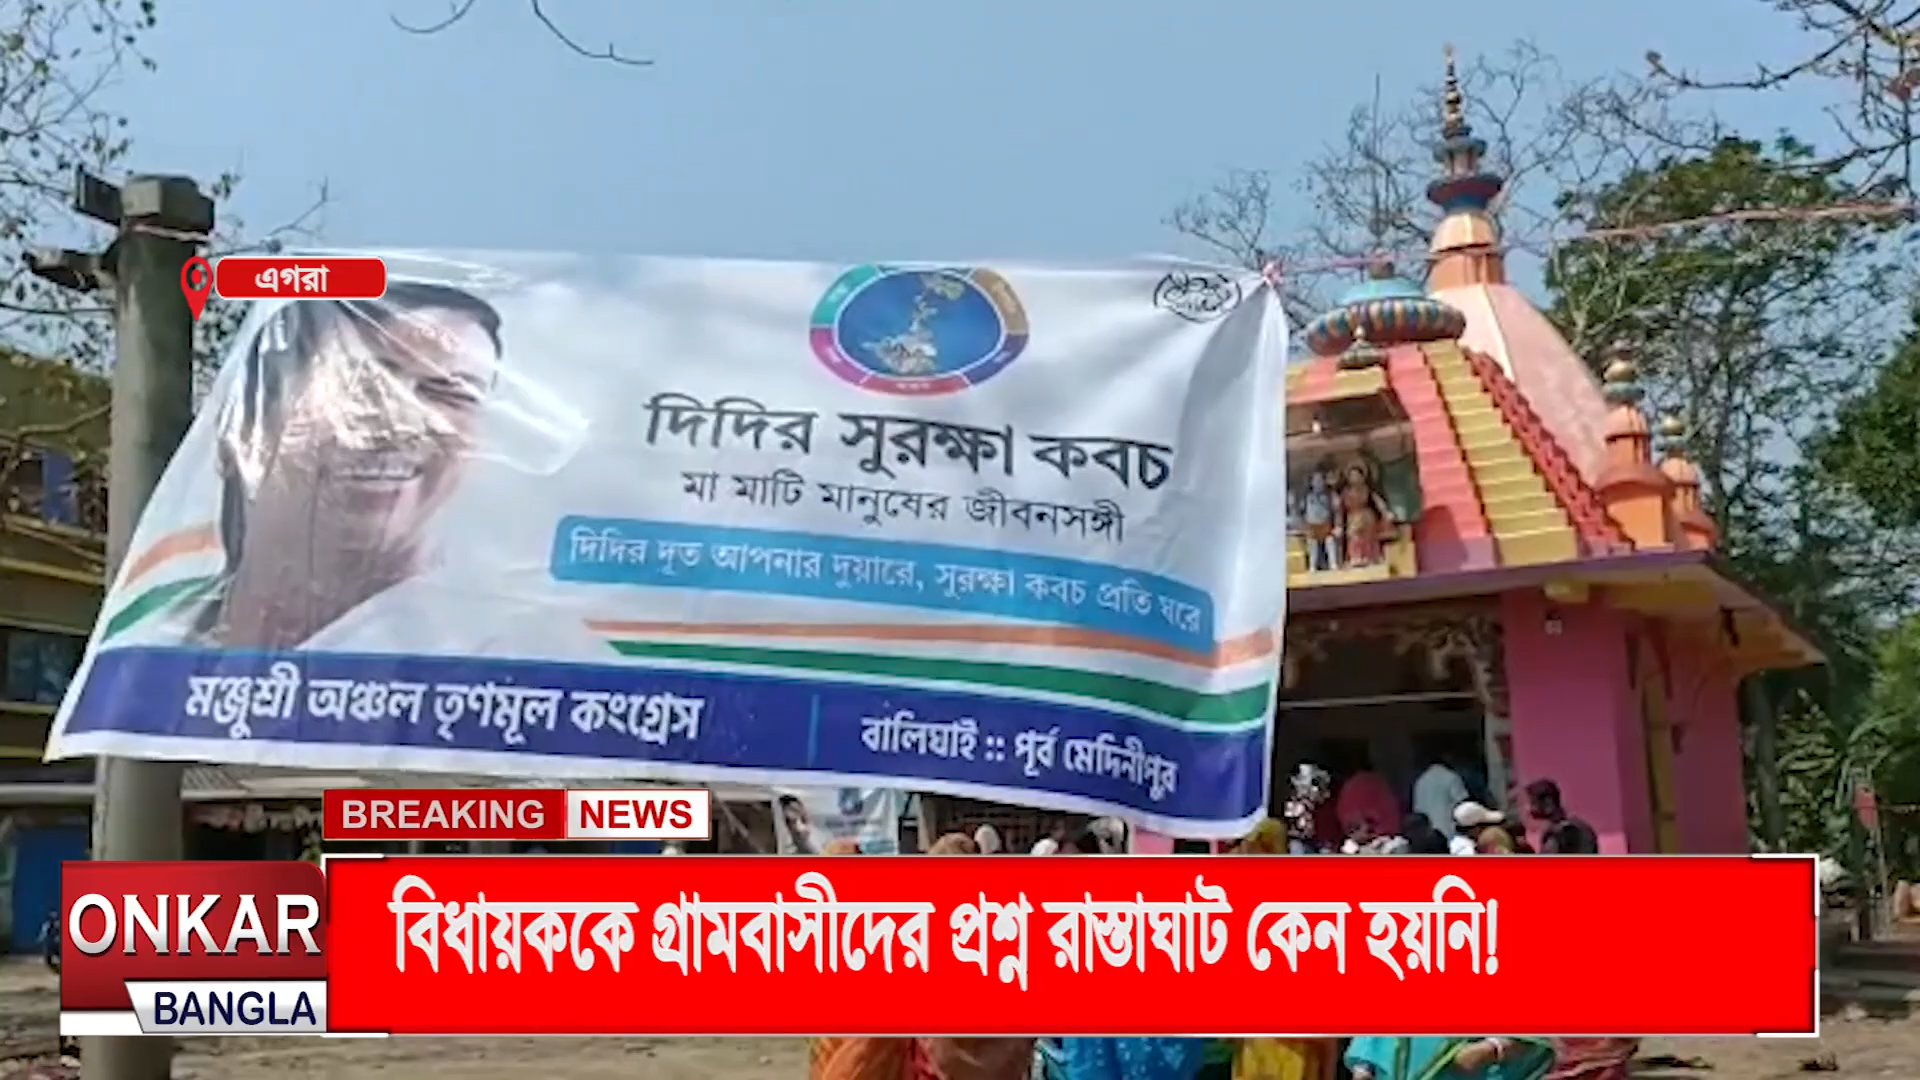 এগরা
দিদির সুরক্ষা কবচ
মা মাটি মানুষের জীবনসঙ্গী
দিদির দূত আপনার দুয়ারে, সুরক্ষা কবচ প্রতি ঘরে
মঞ্জুশ্রী অঞ্চল তৃণমূল কংগ্রেস
বালিঘাই :: পূর্ব মেদিনীপুর
BREAKING NEWS
ONKAR
BANGLA
বিধায়ককে গ্রামবাসীদের প্রশ্ন রাস্তাঘাট কেন হয়নি!